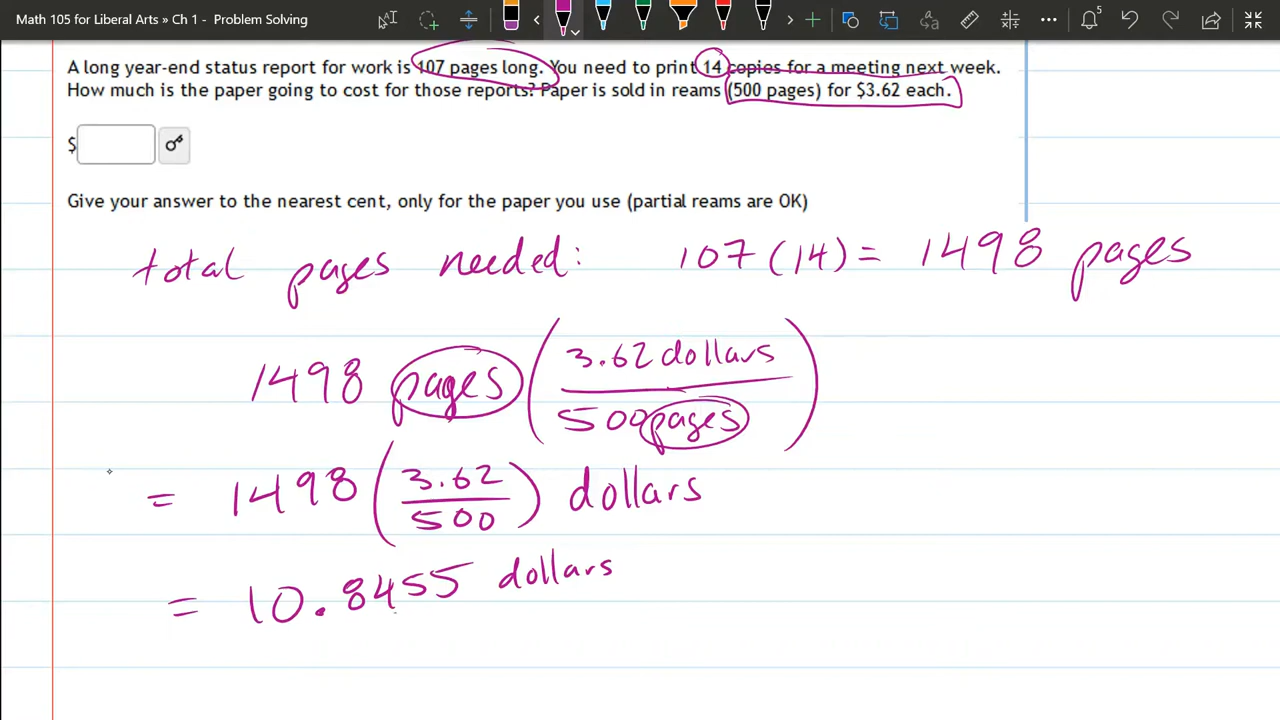 Math 105 for Liberal Arts » Ch 1 - Problem Solving
5
A long year-end status report for work is 107 pages long. You need to print 14 copies for a meeting next week.
How much is the paper going to cost for those reports? Paper is sold in reams (500 pages) for $3.62 each.
$
Give your answer to the nearest cent, only for the paper you use (partial reams are OK)
total pages needed: 107 (14) = 1498 pages
1498 pages (3.62 dollars / 500 pages)
= 1498 (3.62 / 500) dollars
= 10.8455 dollars